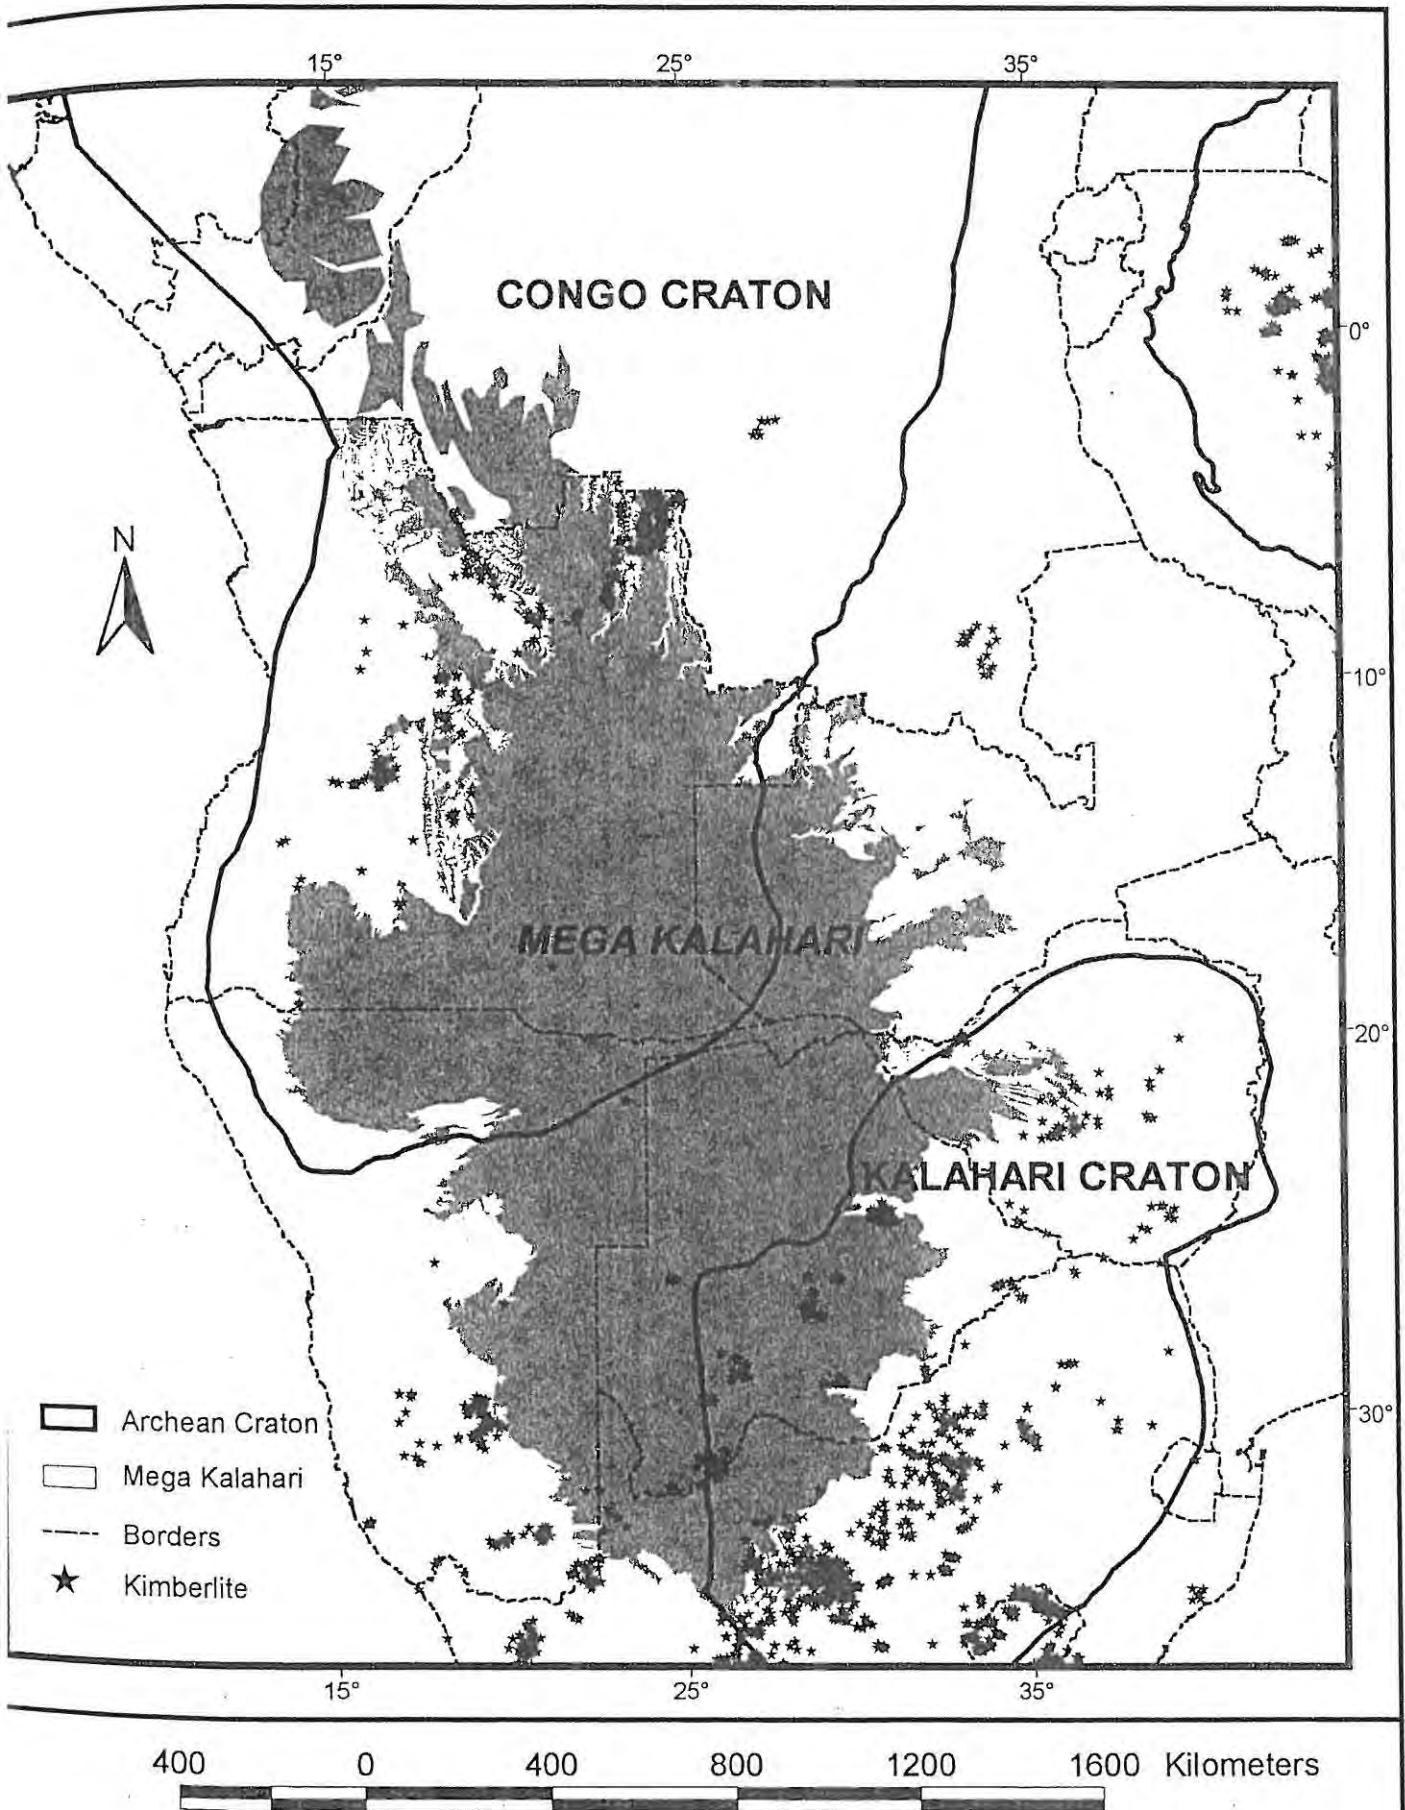 15° 25° 35°
CONGO CRATON
0°
N
10°
MEGA KALAHARI
20°
KALAHARI CRATON
Archean Craton
30°
Mega Kalahari
Borders
Kimberlite
15° 25° 35°
400 0 400 800 1200 1600 Kilometers